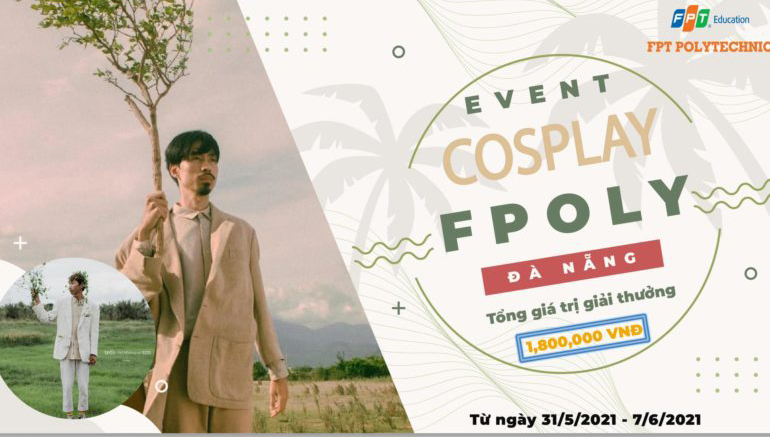 FPT Education
FPT POLYTECHNIC
EVENT
COSPLAY
FPOLY
ĐÀ NẴNG
Tổng giá trị giải thưởng
1,800,000 VNĐ
Từ ngày 31/5/2021 - 7/6/2021